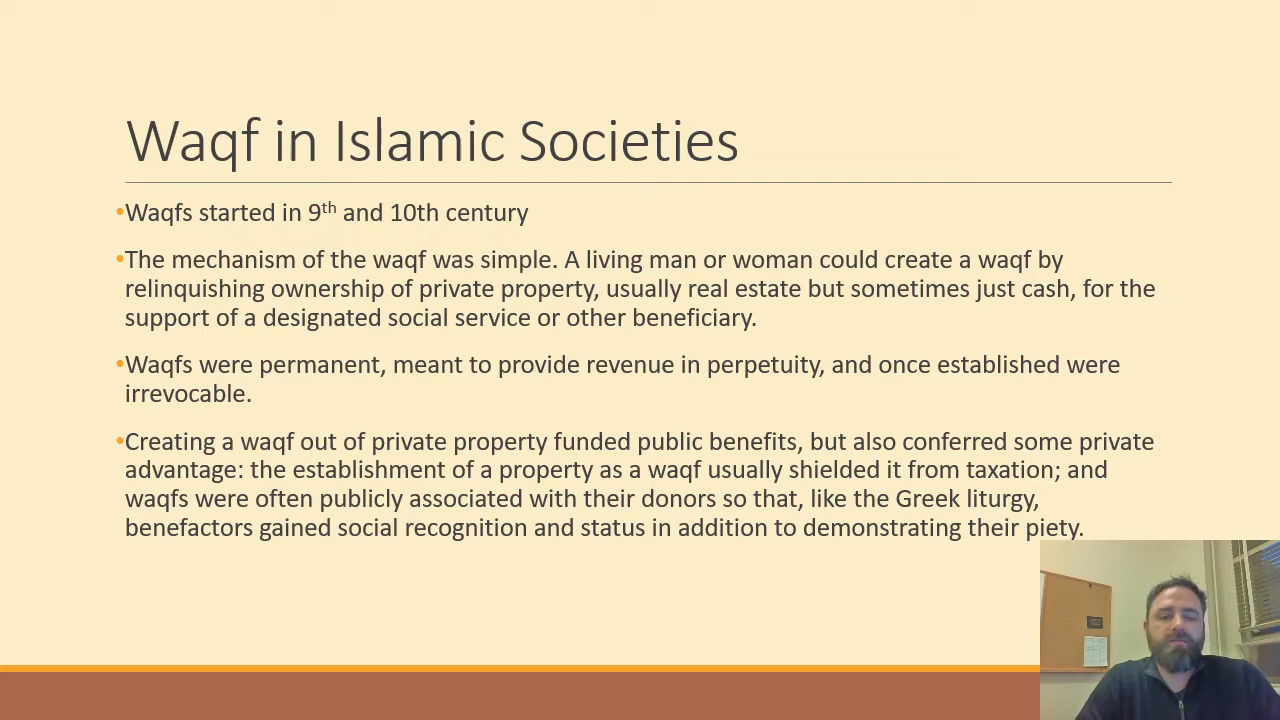 Waqf in Islamic Societies
•Waqfs started in 9th and 10th century
•The mechanism of the waqf was simple. A living man or woman could create a waqf by
relinquishing ownership of private property, usually real estate but sometimes just cash, for the
support of a designated social service or other beneficiary.
•Waqfs were permanent, meant to provide revenue in perpetuity, and once established were
irrevocable.
•Creating a waqf out of private property funded public benefits, but also conferred some private
advantage: the establishment of a property as a waqf usually shielded it from taxation; and
waqfs were often publicly associated with their donors so that, like the Greek liturgy,
benefactors gained social recognition and status in addition to demonstrating their piety.